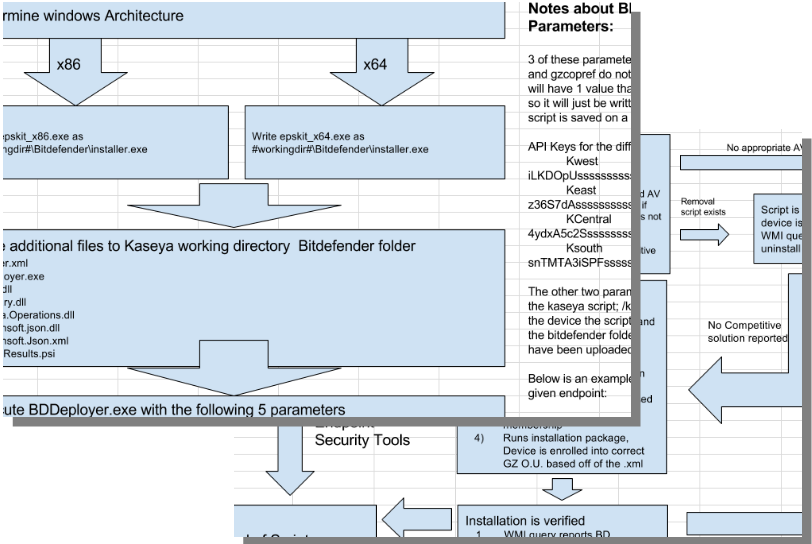 rmine windows Architecture
x86
x64
epskit_x86.exe as
ngdir#\Bitdefender\installer.exe
Write epskit_x64.exe as
#workingdir#\Bitdefender\installer.exe
additional files to Kaseya working directory Bitdefender folder
er.xml
oyer.exe
dll
ry.dll
a.Operations.dll
nsoft.json.dll
nsoft.Json.xml
Results.psi
ute BDDeployer.exe with the following 5 parameters
Notes about BI
Parameters:
3 of these paramete
and gzcopref do not
will have 1 value tha
so it will just be writt
script is saved on a
API Keys for the diff
Kwest
Keast
KCentral
Ksouth
The other two paran
the kaseya script; /k
the device the script
the bitdefender folde
have been uploaded
Below is an example
given endpoint:
No appropriate AV
d AV
if
s not
tive
Removal
script exists
Script is
device is
WMI que
uninstall
and
n
ed
No Competitive
solution reported
Endpoint
Security Tools
membership
4) Runs installation package,
Device is enrolled into correct
GZ O.U. based off of the .xml
Installation is verified
1 WMI query reports BD